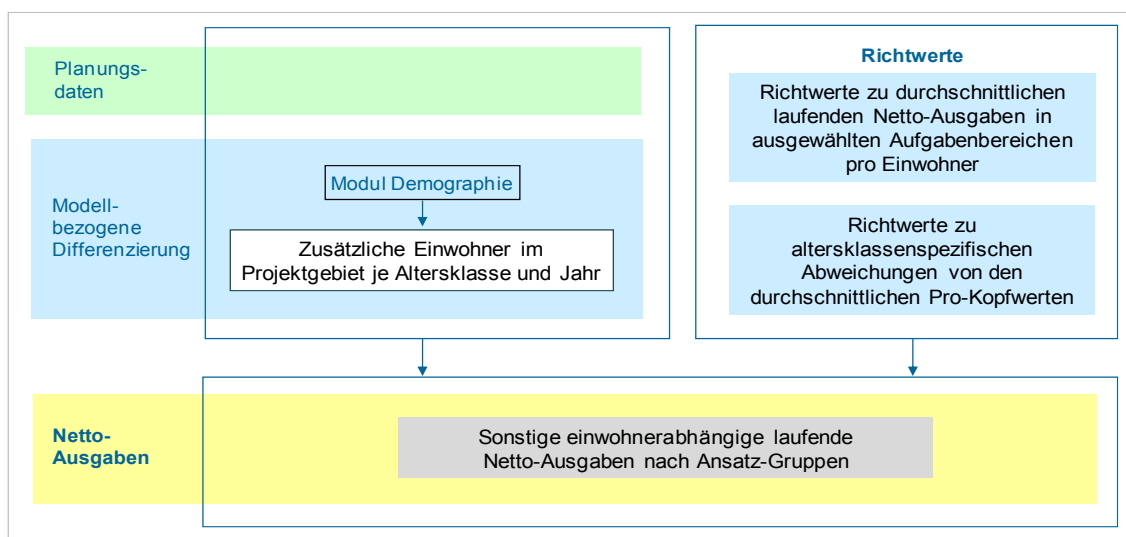 Planungs-
daten
Modell-
bezogene
Differenzierung
Modul Demographie
Zusätzliche Einwohner im
Projektgebiet je Altersklasse und Jahr
Richtwerte
Richtwerte zu durchschnittlichen
laufenden Netto-Ausgaben in
ausgewählten Aufgabenbereichen
pro Einwohner
Richtwerte zu
altersklassenspezifischen
Abweichungen von den
durchschnittlichen Pro-Kopfwerten
Netto-
Ausgaben
Sonstige einwohnerabhängige laufende
Netto-Ausgaben nach Ansatz-Gruppen